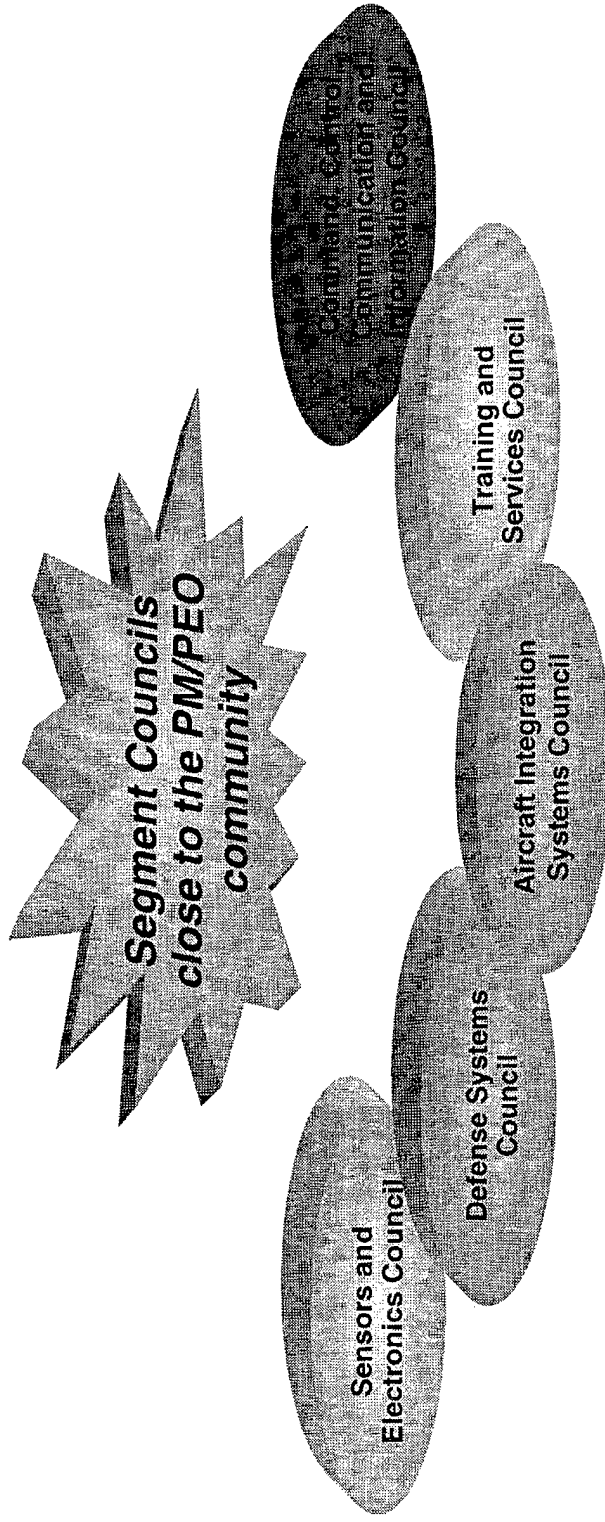 Segment Councils
close to the PM/PEO
community
Sensors and
Electronics Council
Defense Systems
Council
Aircraft Integration
Systems Council
Training and
Services Council
Command, Control,
Communication and
Information Council